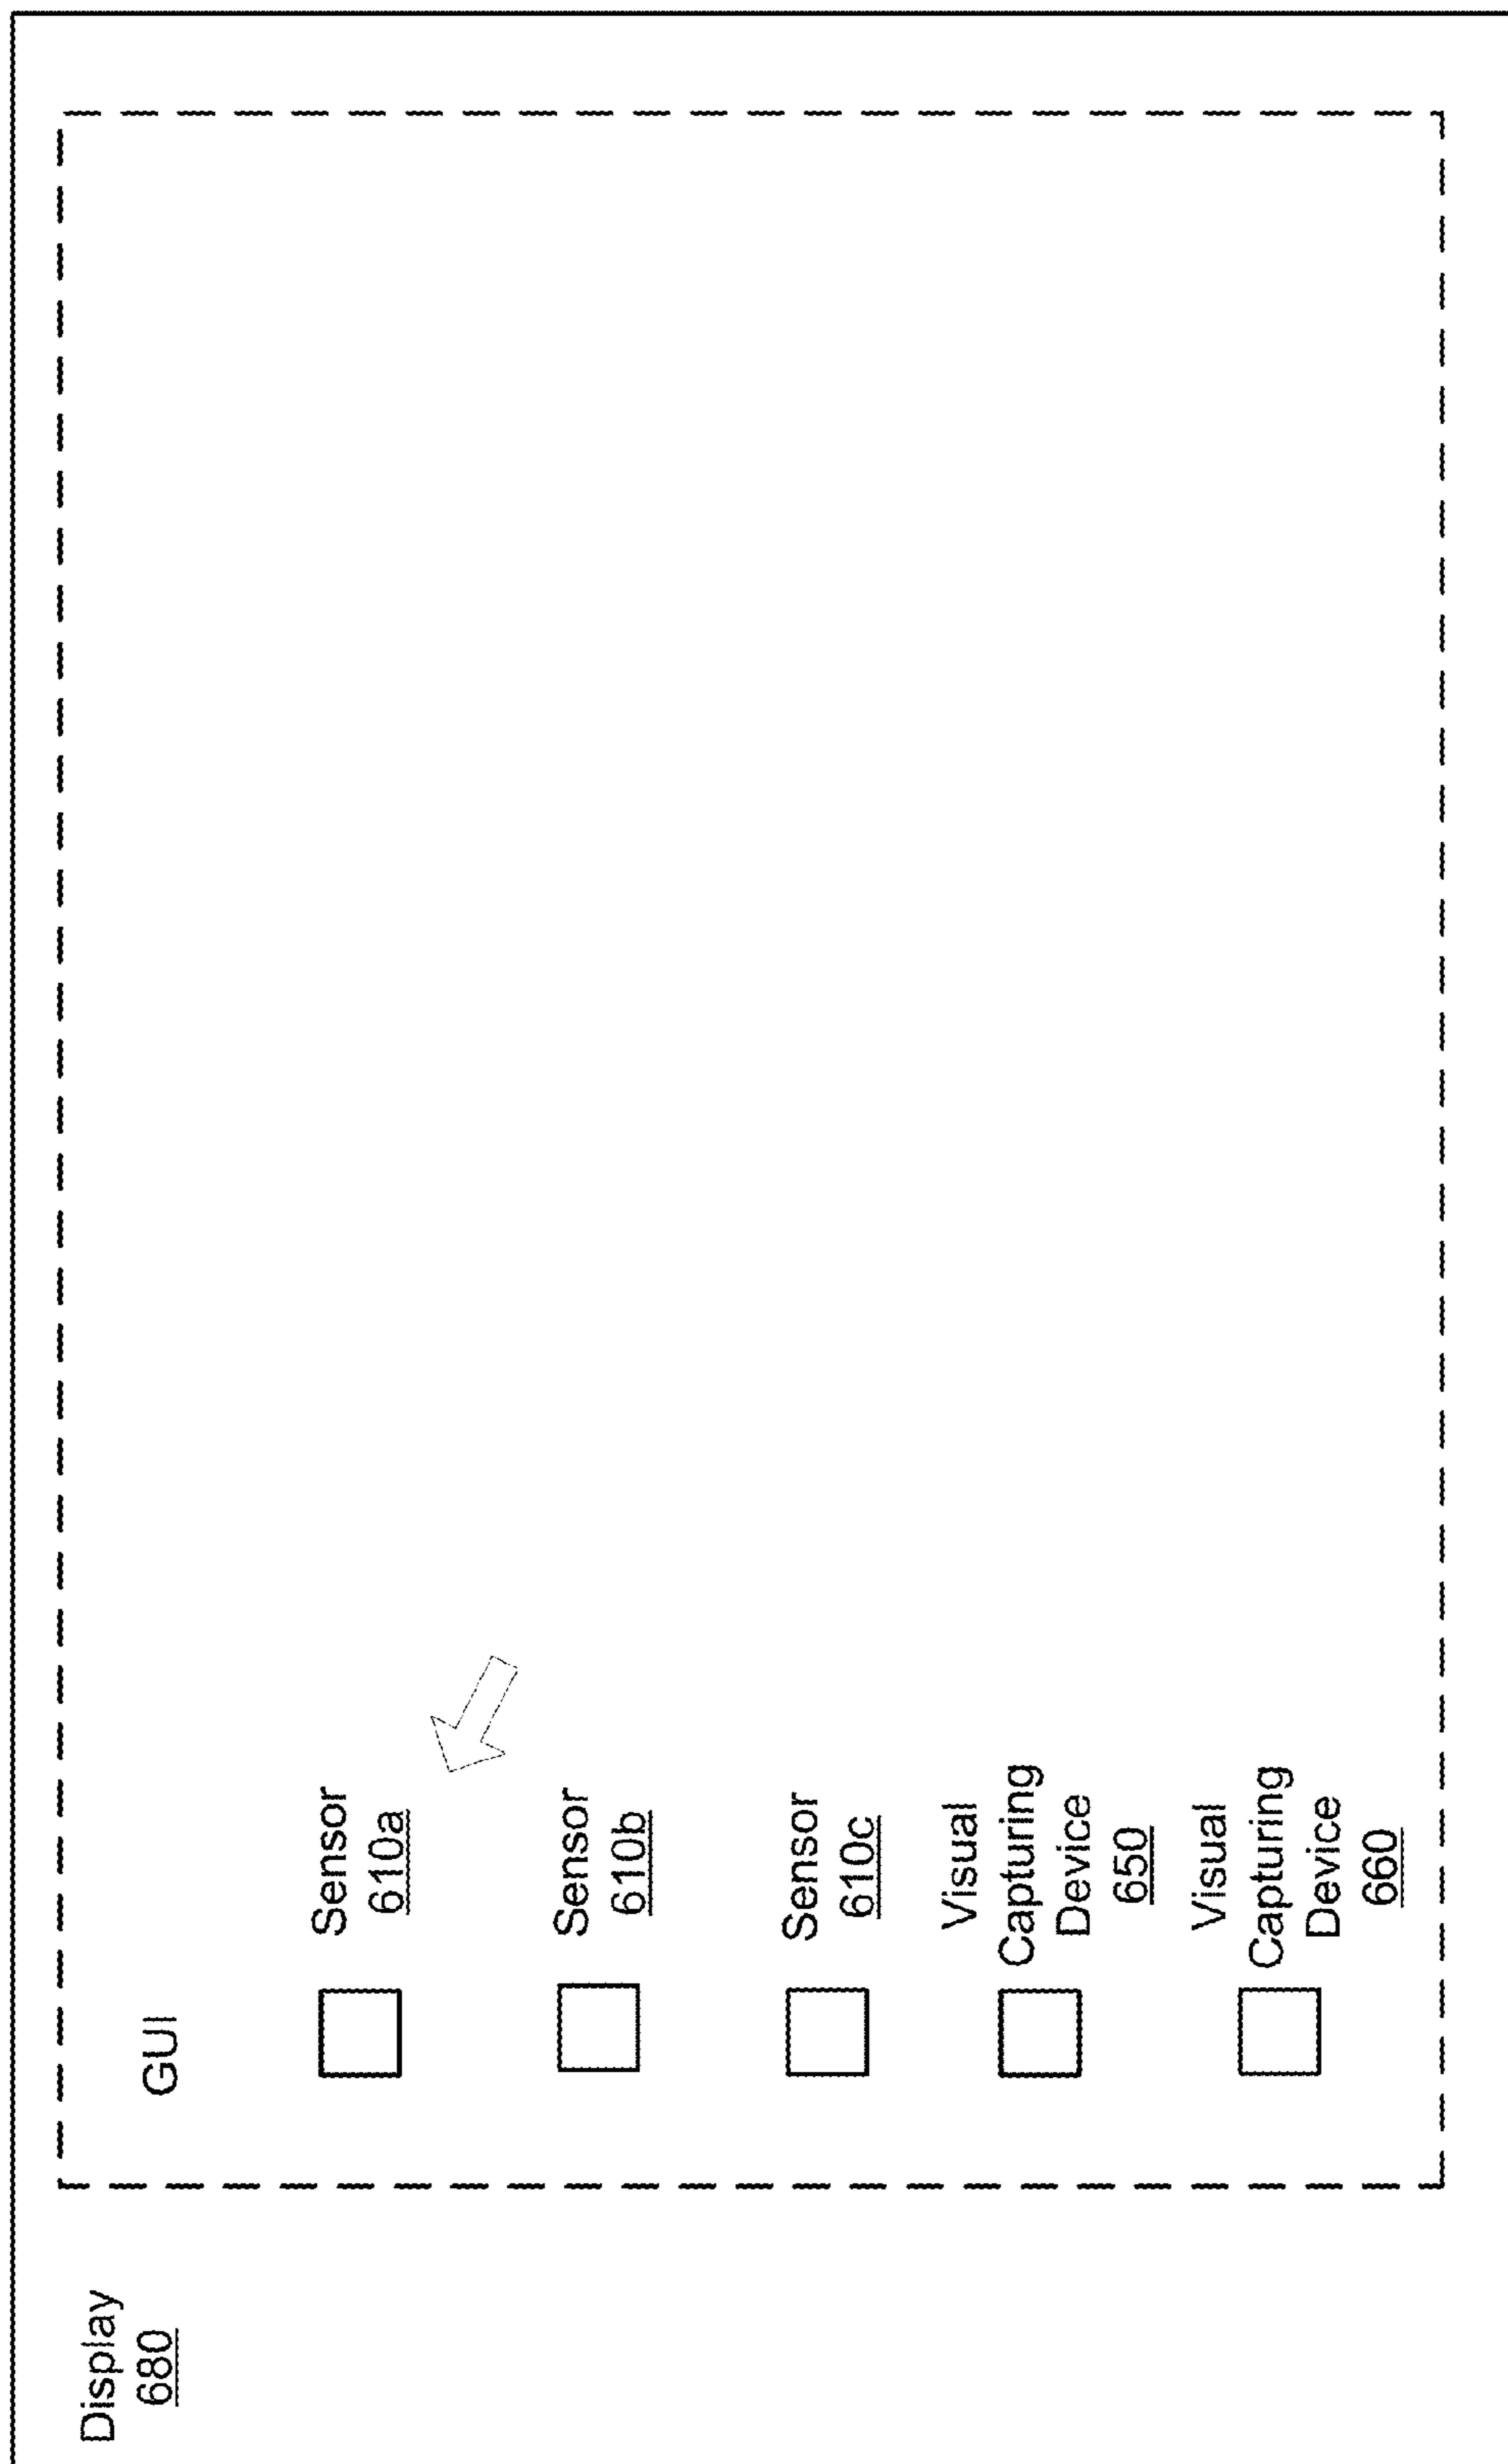 Display
680
GUI
Sensor
610a
Sensor
610b
Sensor
610c
Visual
Capturing
Device
650
Visual
Capturing
Device
660